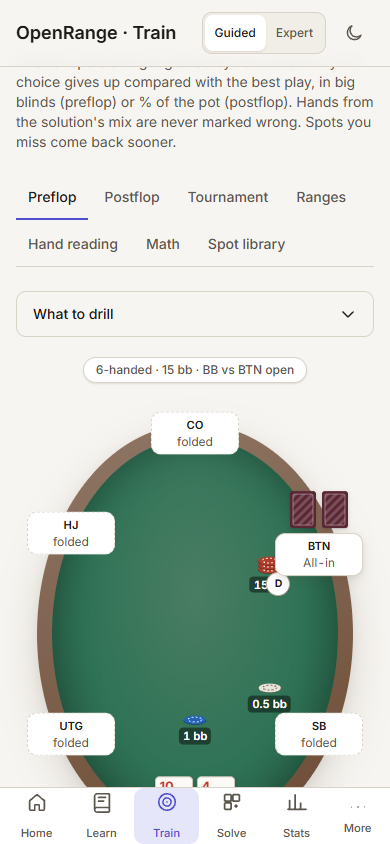 OpenRange · Train
Guided
Expert
choice gives up compared with the best play, in big
blinds (preflop) or % of the pot (postflop). Hands from
the solution's mix are never marked wrong. Spots you
miss come back sooner.
Preflop
Postflop
Tournament
Ranges
Hand reading
Math
Spot library
What to drill
6-handed · 15 bb · BB vs BTN open
CO
folded
HJ
folded
BTN
All-in
15
D
0.5 bb
1 bb
UTG
folded
SB
folded
10
4
Home
Learn
Train
Solve
Stats
More